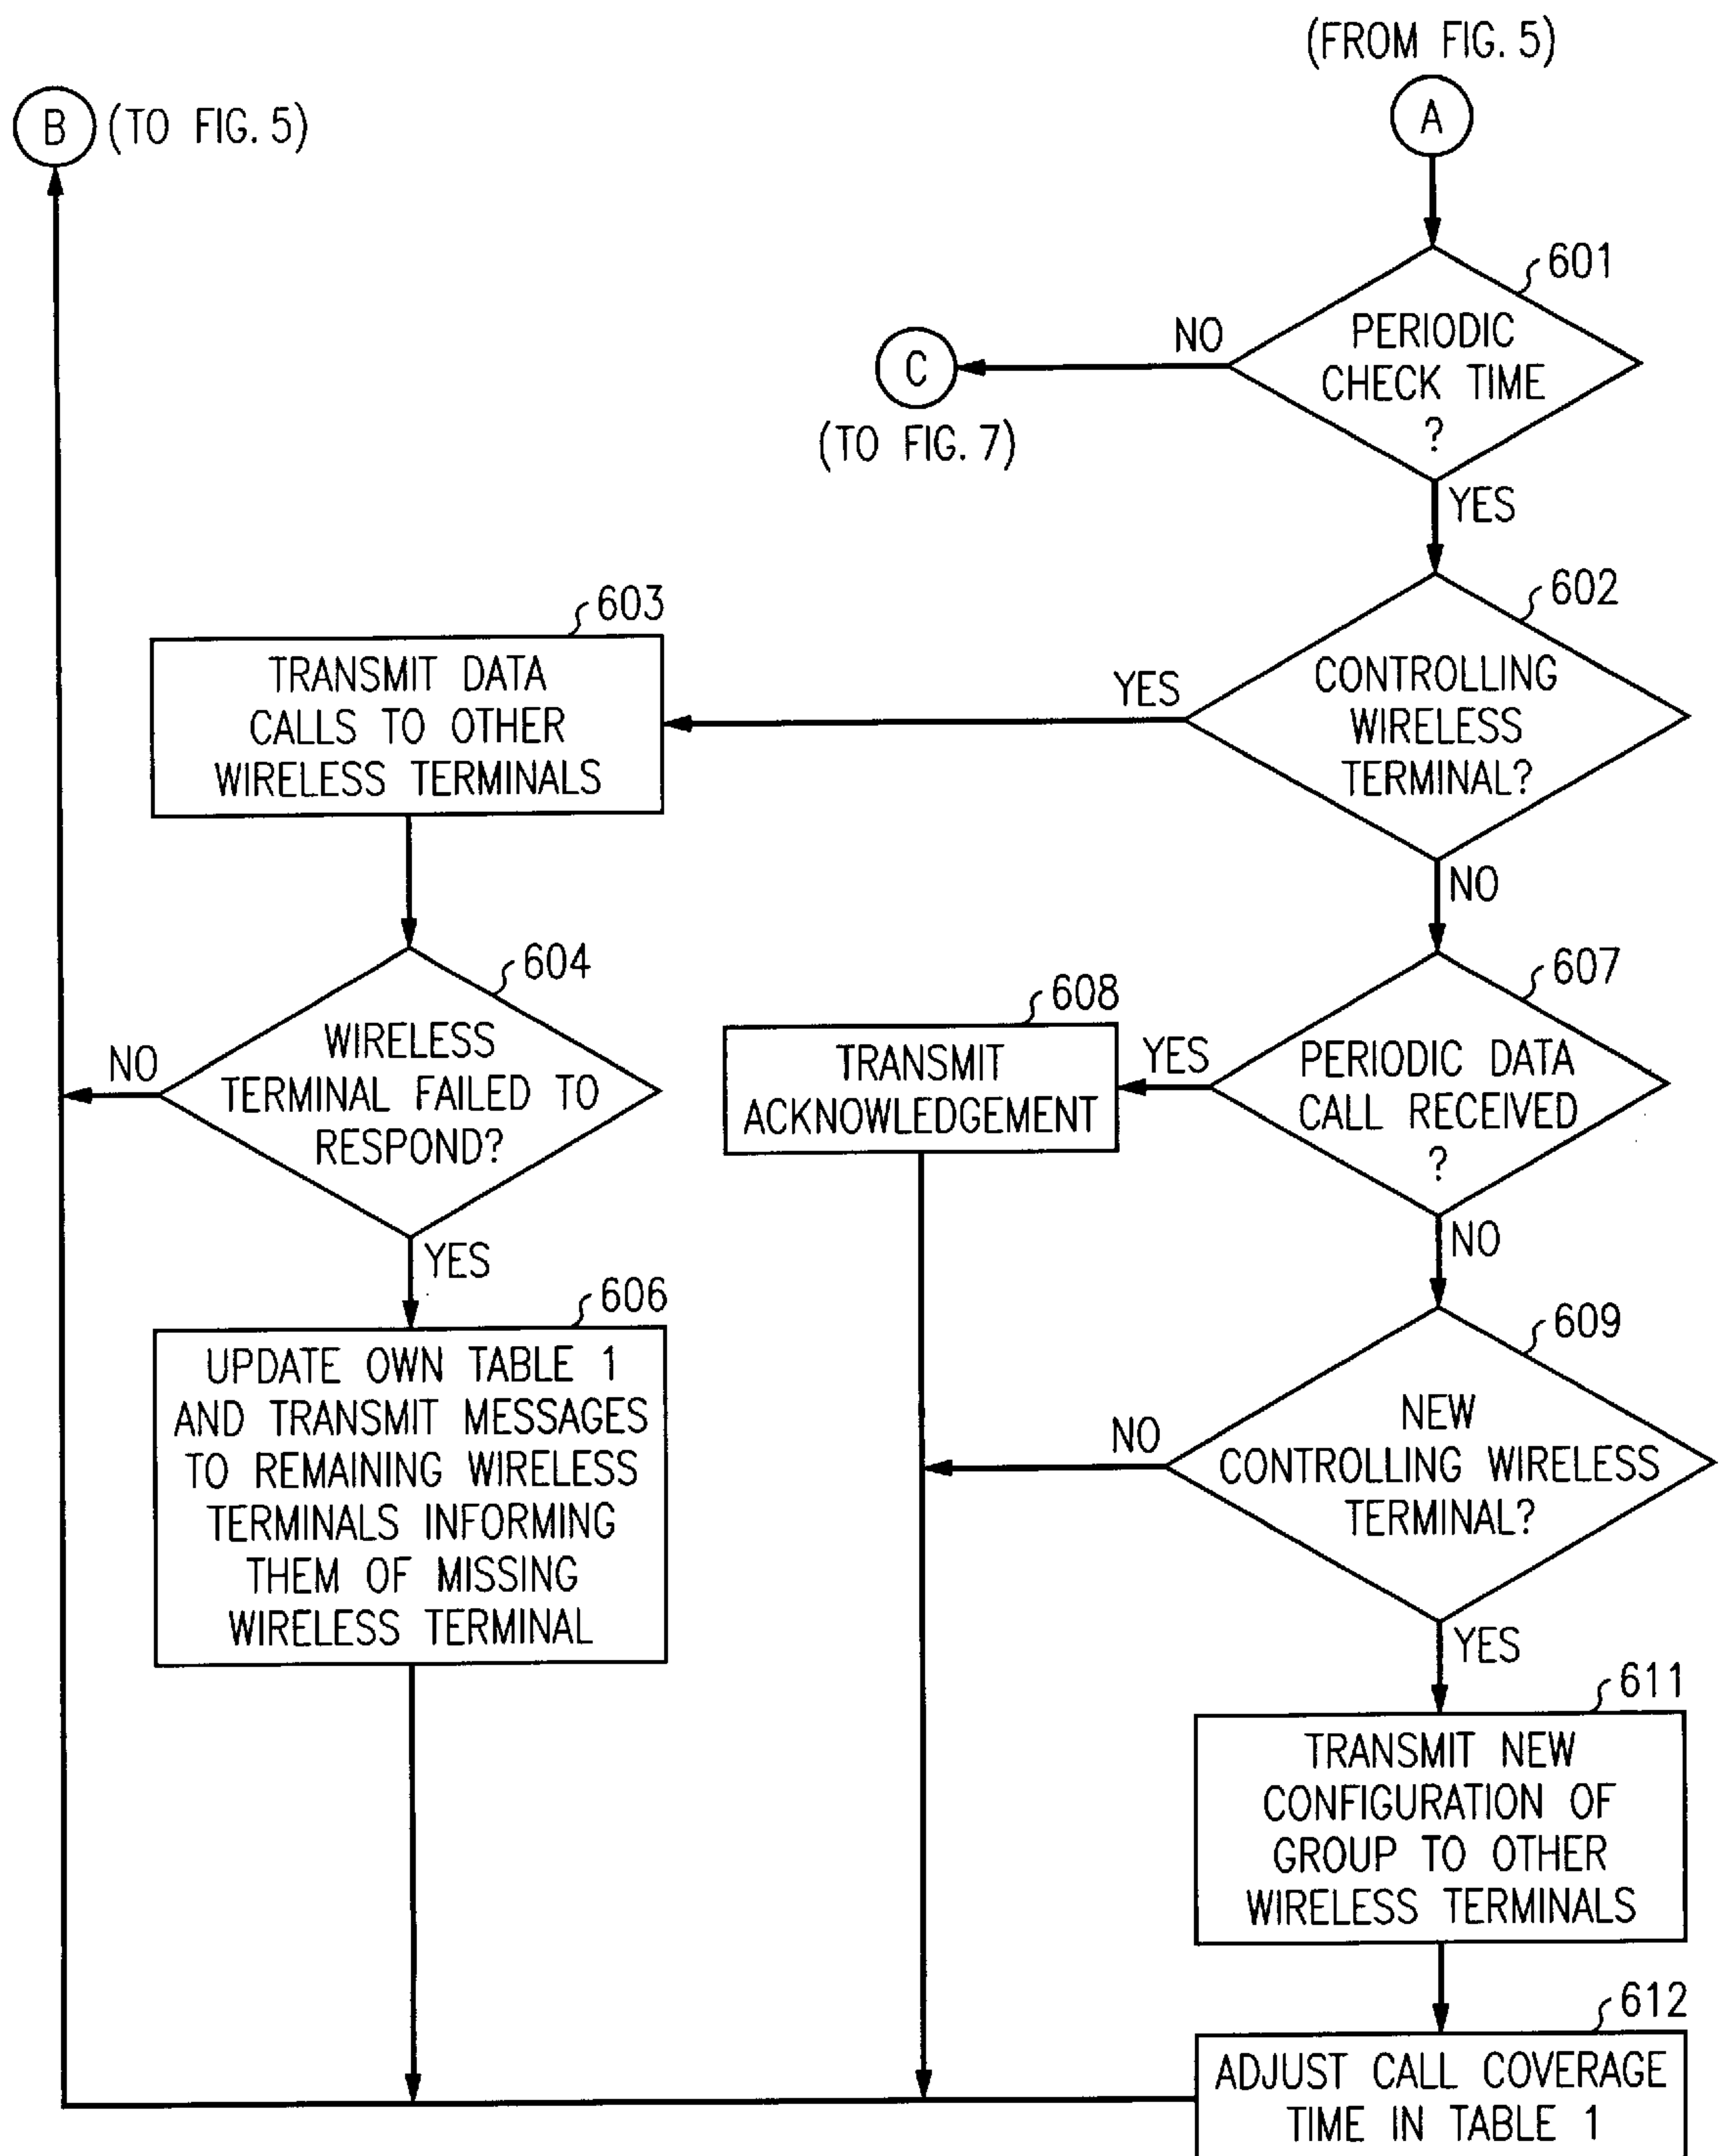 (FROM FIG. 5)
A
B (TO FIG. 5)
601
PERIODIC
CHECK TIME
?
NO
C
(TO FIG. 7)
YES
602
CONTROLLING
WIRELESS
TERMINAL?
YES
603
TRANSMIT DATA
CALLS TO OTHER
WIRELESS TERMINALS
NO
604
WIRELESS
TERMINAL FAILED TO
RESPOND?
NO
YES
606
UPDATE OWN TABLE 1
AND TRANSMIT MESSAGES
TO REMAINING WIRELESS
TERMINALS INFORMING
THEM OF MISSING
WIRELESS TERMINAL
607
PERIODIC DATA
CALL RECEIVED
?
YES
608
TRANSMIT
ACKNOWLEDGEMENT
NO
609
NEW
CONTROLLING WIRELESS
TERMINAL?
NO
YES
611
TRANSMIT NEW
CONFIGURATION OF
GROUP TO OTHER
WIRELESS TERMINALS
612
ADJUST CALL COVERAGE
TIME IN TABLE 1